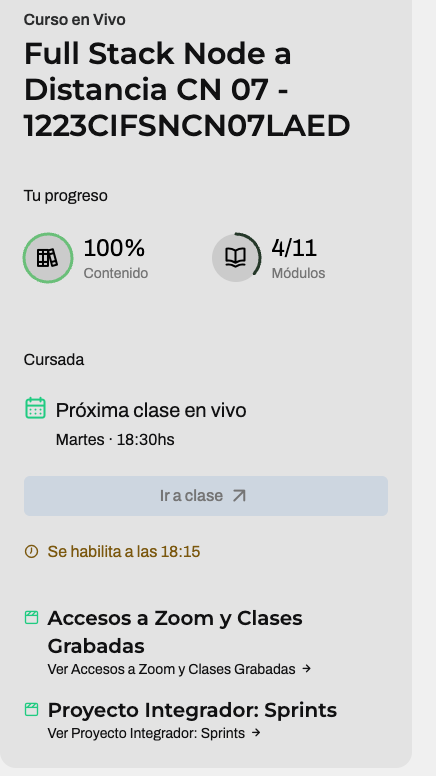 Curso en Vivo
Full Stack Node a
Distancia CN 07 -
1223CIFSNCN07LAED
Tu progreso
100%
Contenido
4/11
Módulos
Cursada
Próxima clase en vivo
Martes · 18:30hs
Ir a clase
Se habilita a las 18:15
Accesos a Zoom y Clases
Grabadas
Ver Accesos a Zoom y Clases Grabadas →
Proyecto Integrador: Sprints
Ver Proyecto Integrador: Sprints →